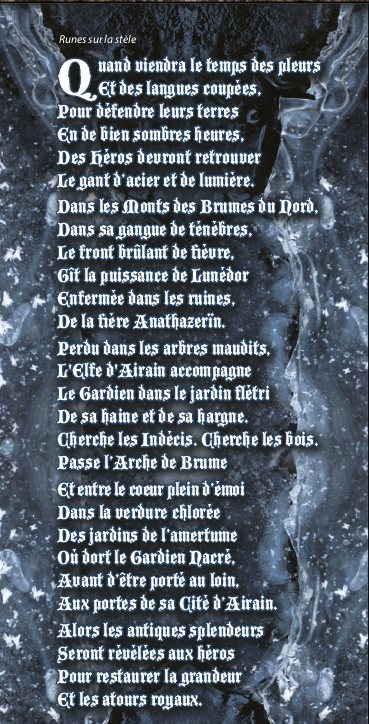 Runes sur la stèle
Quand viendra le temps des pleurs
Et des langues coupées,
Pour défendre leurs terres
En de bien sombres heures,
Des Héros devront retrouver
Le gant d'acier et de lumière.
Dans les Monts des Brumes du Nord,
Dans sa gangue de ténèbres,
Le front brûlant de fièvre,
Gît la puissance de Lunédor
Enfermée dans les ruines,
De la fière Anathazerïn.
Perdu dans les arbres maudits,
L'Elfe d'Airain accompagne
Le Gardien dans le jardin flétri
De sa haine et de sa hargne.
Cherche les Indécis, Cherche les bois.
Passe l'Arche de Brume
Et entre le coeur plein d'émoi
Dans la verdure chlorée
Des jardins de l'amertume
Où dort le Gardien Nacré,
Avant d'être porté au loin,
Aux portes de sa Cité d'Airain.
Alors les antiques splendeurs
Seront révélées aux héros
Pour restaurer la grandeur
Et les atours royaux.